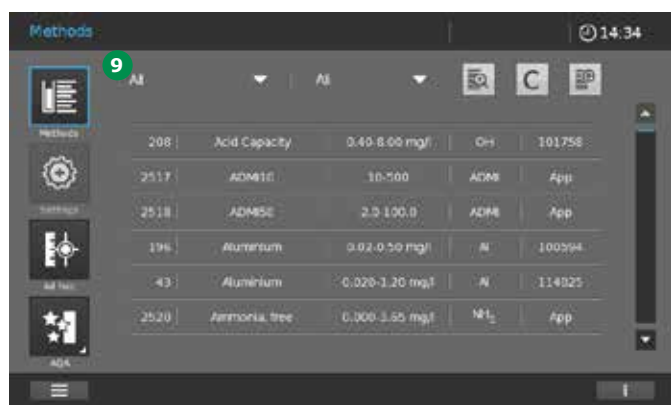 Methods 14:34
9 All All C
Methods
208 Acid Capacity 0.40-8.00 mg/l OH 101758
Settings
2517 ADMI10 10-500 ADMI App
2518 ADMI50 2.0-100.0 ADMI App
196 Aluminium 0.02-0.50 mg/l Al 100594
Ad hoc
43 Aluminium 0.020-1.20 mg/l Al 114825
2520 Ammonia, free 0.000-3.65 mg/l NH₃ App
AQA
i